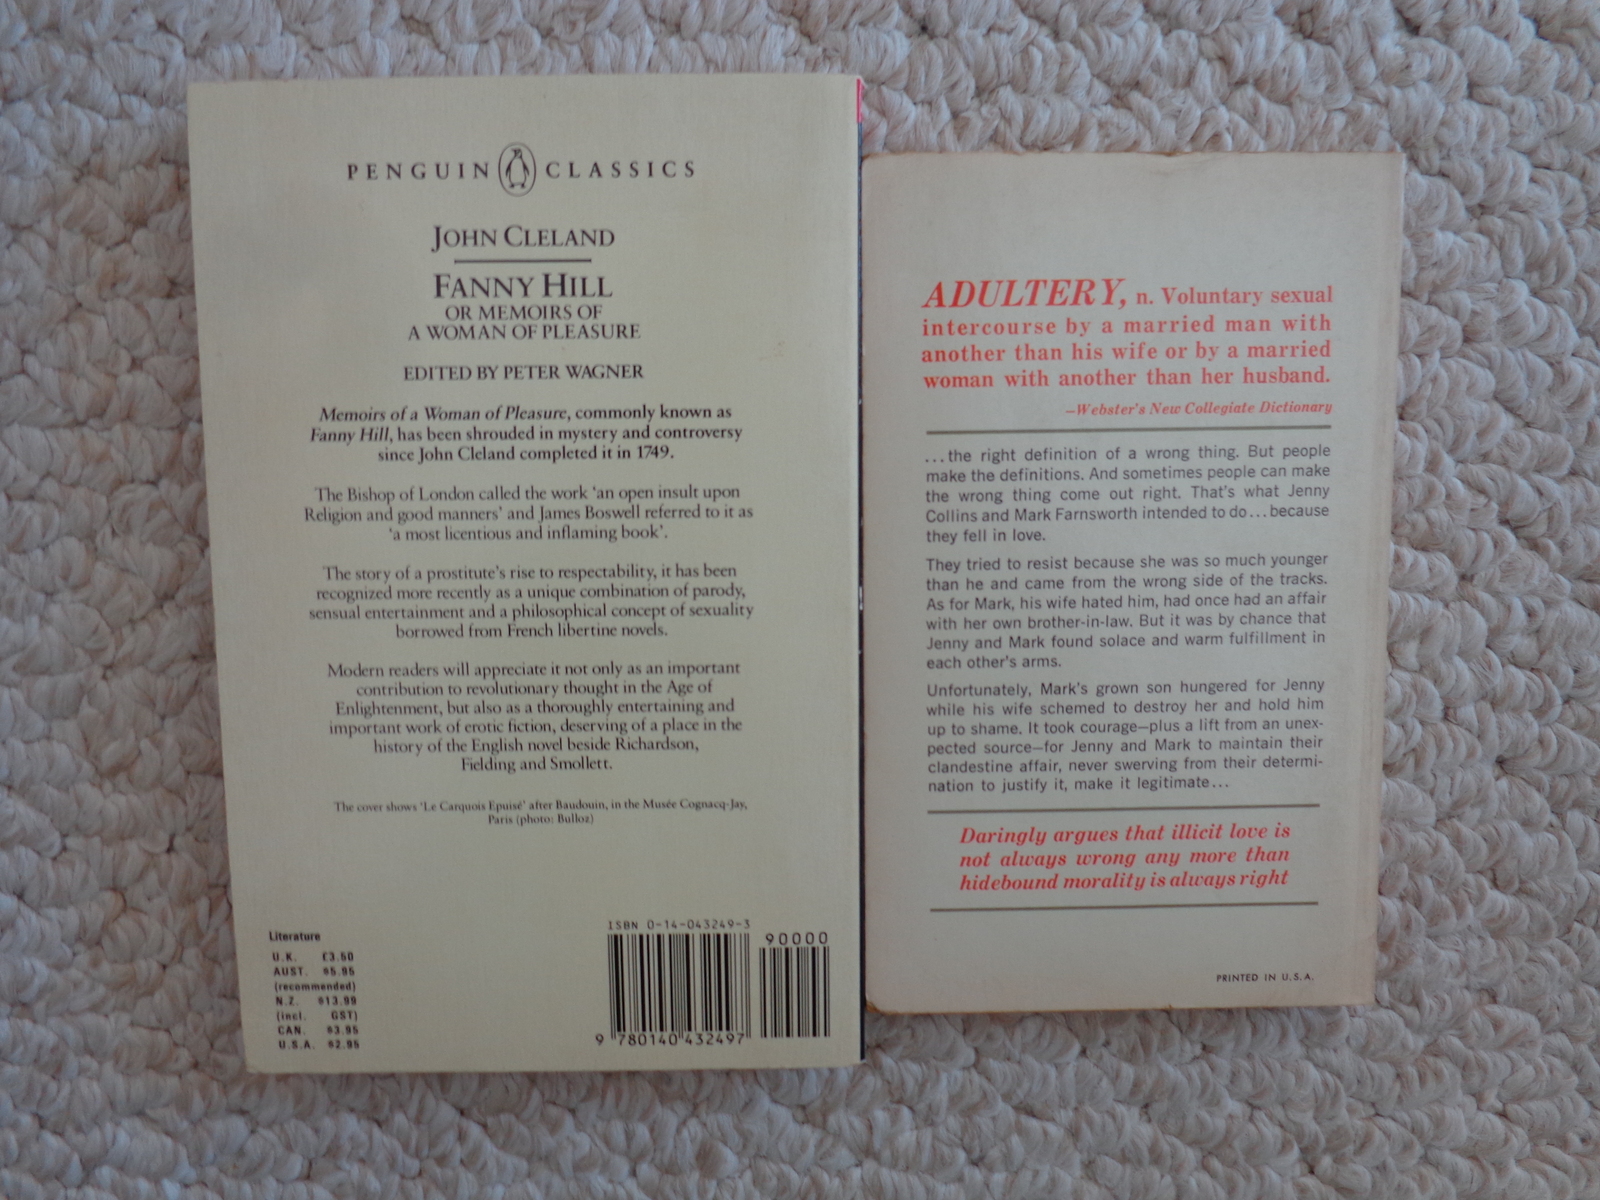 PENGUIN CLASSICS
JOHN CLELAND
FANNY HILL
OR MEMOIRS OF
A WOMAN OF PLEASURE
EDITED BY PETER WAGNER
Memoirs of a Woman of Pleasure, commonly known as
Fanny Hill, has been shrouded in mystery and controversy
since John Cleland completed it in 1749.
The Bishop of London called the work ‘an open insult upon
Religion and good manners’ and James Boswell referred to it as
‘a most licentious and inflaming book’.
The story of a prostitute’s rise to respectability, it has been
recognized more recently as a unique combination of parody,
sensual entertainment and a philosophical concept of sexuality
borrowed from French libertine novels.
Modern readers will appreciate it not only as an important
contribution to revolutionary thought in the Age of
Enlightenment, but also as a thoroughly entertaining and
important work of erotic fiction, deserving of a place in the
history of the English novel beside Richardson,
Fielding and Smollett.
The cover shows ‘Le Carquois Epuisé’ after Baudouin, in the Musée Cognacq-Jay,
Paris (photo: Bulloz)
Literature
U.K. £3.50
AUST. $5.95
(recommended)
N.Z. $13.99
(incl. GST)
CAN. $3.95
U.S.A. $2.95
ISBN 0-14-043249-3
90000
9 780140 432497
ADULTERY, n. Voluntary sexual
intercourse by a married man with
another than his wife or by a married
woman with another than her husband.
—Webster's New Collegiate Dictionary
...the right definition of a wrong thing. But people
make the definitions. And sometimes people can make
the wrong thing come out right. That's what Jenny
Collins and Mark Farnsworth intended to do...because
they fell in love.
They tried to resist because she was so much younger
than he and came from the wrong side of the tracks.
As for Mark, his wife hated him, had once had an affair
with her own brother-in-law. But it was by chance that
Jenny and Mark found solace and warm fulfillment in
each other's arms.
Unfortunately, Mark's grown son hungered for Jenny
while his wife schemed to destroy her and hold him
up to shame. It took courage—plus a lift from an unex-
pected source—for Jenny and Mark to maintain their
clandestine affair, never swerving from their determi-
nation to justify it, make it legitimate...
Daringly argues that illicit love is
not always wrong any more than
hidebound morality is always right
PRINTED IN U.S.A.